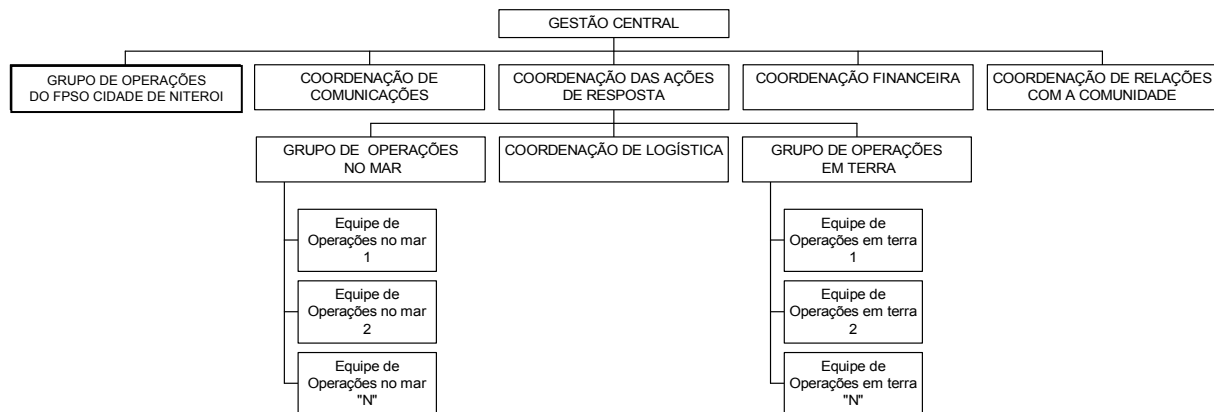 GESTÃO CENTRAL
GRUPO DE OPERAÇÕES
DO FPSO CIDADE DE NITEROI
COORDENAÇÃO DE
COMUNICAÇÕES
COORDENAÇÃO DAS AÇÕES
DE RESPOSTA
COORDENAÇÃO FINANCEIRA
COORDENAÇÃO DE RELAÇÕES
COM A COMUNIDADE
GRUPO DE OPERAÇÕES
NO MAR
COORDENAÇÃO DE LOGÍSTICA
GRUPO DE OPERAÇÕES
EM TERRA
Equipe de
Operações no mar
1
Equipe de
Operações no mar
2
Equipe de
Operações no mar
"N"
Equipe de
Operações em terra
1
Equipe de
Operações em terra
2
Equipe de
Operações em terra
"N"